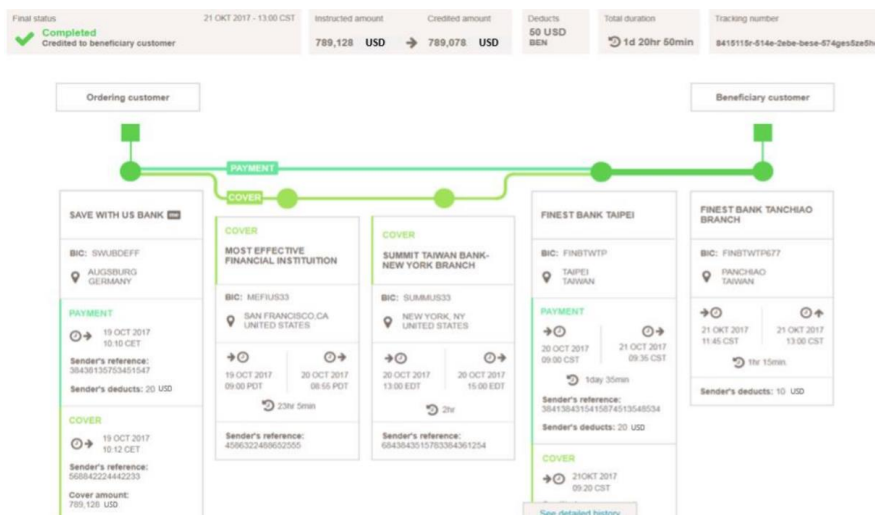 Final status
21 OKT 2017 - 13:00 CST
Completed
Credited to beneficiary customer
Instructed amount
Credited amount
789,128 USD
789,078 USD
Deducts
50 USD
BEN
Total duration
1d 20hr 50min
Tracking number
Ordering customer
Beneficiary customer
PAYMENT
COVER
SAVE WITH US BANK
BIC: SWUBDEFF
AUGSBURG
GERMANY
PAYMENT
19 OCT 2017
10:10 CET
Sender's reference:
38438135753451547
Sender's deducts: 20 USD
COVER
19 OCT 2017
10:12 CET
Sender's reference:
568842224442233
Cover amount:
789,128 USD
COVER
MOST EFFECTIVE
FINANCIAL INSTITUITION
BIC: MEFIUS33
SAN FRANCISCO,CA
UNITED STATES
19 OCT 2017
09:00 PDT
20 OCT 2017
08:55 PDT
23hr 5min
Sender's reference:
4586322488652555
COVER
SUMMIT TAIWAN BANK-
NEW YORK BRANCH
BIC: SUMMUS33
NEW YORK, NY
UNITED STATES
20 OCT 2017
13:00 EDT
20 OCT 2017
15:00 EDT
2hr
Sender's reference:
6843843515783384361254
FINEST BANK TAIPEI
BIC: FINBTWTP
TAIPEI
TAIWAN
PAYMENT
20 OCT 2017
09:00 CST
21 OCT 2017
09:35 CST
1day 35min
Sender's reference:
3841384315415874513548534
Sender's deducts: 20 USD
COVER
21OKT 2017
09:20 CST
See detailed history
FINEST BANK TANCHIAO
BRANCH
BIC: FINBTWTP677
PANCHIAO
TAIWAN
21 OKT 2017
11:45 CST
21 OKT 2017
13:00 CST
1hr 15min
Sender's deducts: 10 USD